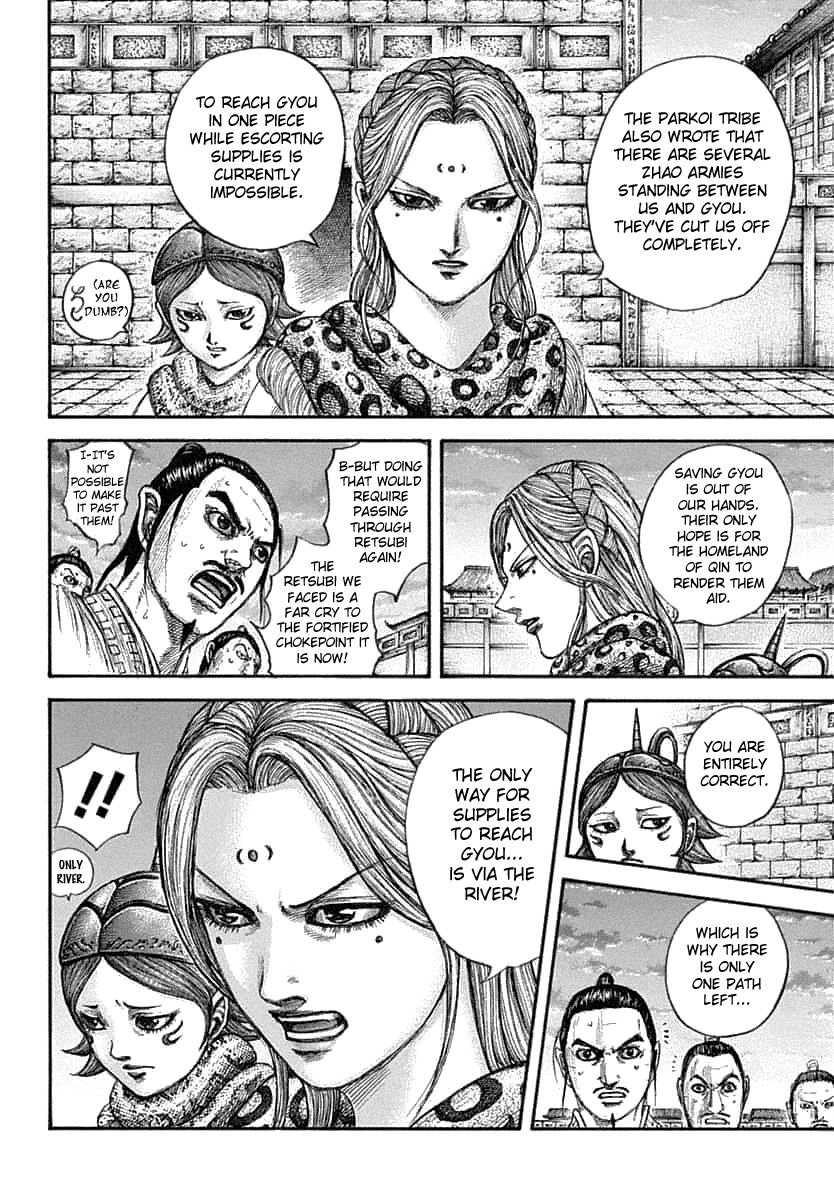 THE PARKOI TRIBE
ALSO WROTE THAT
THERE ARE SEVERAL
ZHAO ARMIES
STANDING BETWEEN
US AND GYOU.
THEY'VE CUT US OFF
COMPLETELY.
TO REACH GYOU
IN ONE PIECE
WHILE ESCORTING
SUPPLIES IS
CURRENTLY
IMPOSSIBLE.
(ARE
YOU
DUMB?)
SAVING GYOU
IS OUT OF
OUR HANDS.
THEIR ONLY
HOPE IS FOR
THE HOMELAND
OF QIN TO
RENDER THEM
AID.
B-BUT DOING
THAT WOULD
REQUIRE
PASSING
THROUGH
RETSUBI
AGAIN!
THE
RETSUBI WE
FACED IS A
FAR CRY TO
THE FORTIFIED
CHOKEPOINT IT
IS NOW!
I-IT'S
NOT
POSSIBLE
TO MAKE
IT PAST
THEM!
YOU ARE
ENTIRELY
CORRECT.
WHICH IS
WHY THERE
IS ONLY
ONE PATH
LEFT...
THE ONLY
WAY FOR
SUPPLIES
TO REACH
GYOU...
IS VIA THE
RIVER!
!!
ONLY
RIVER.